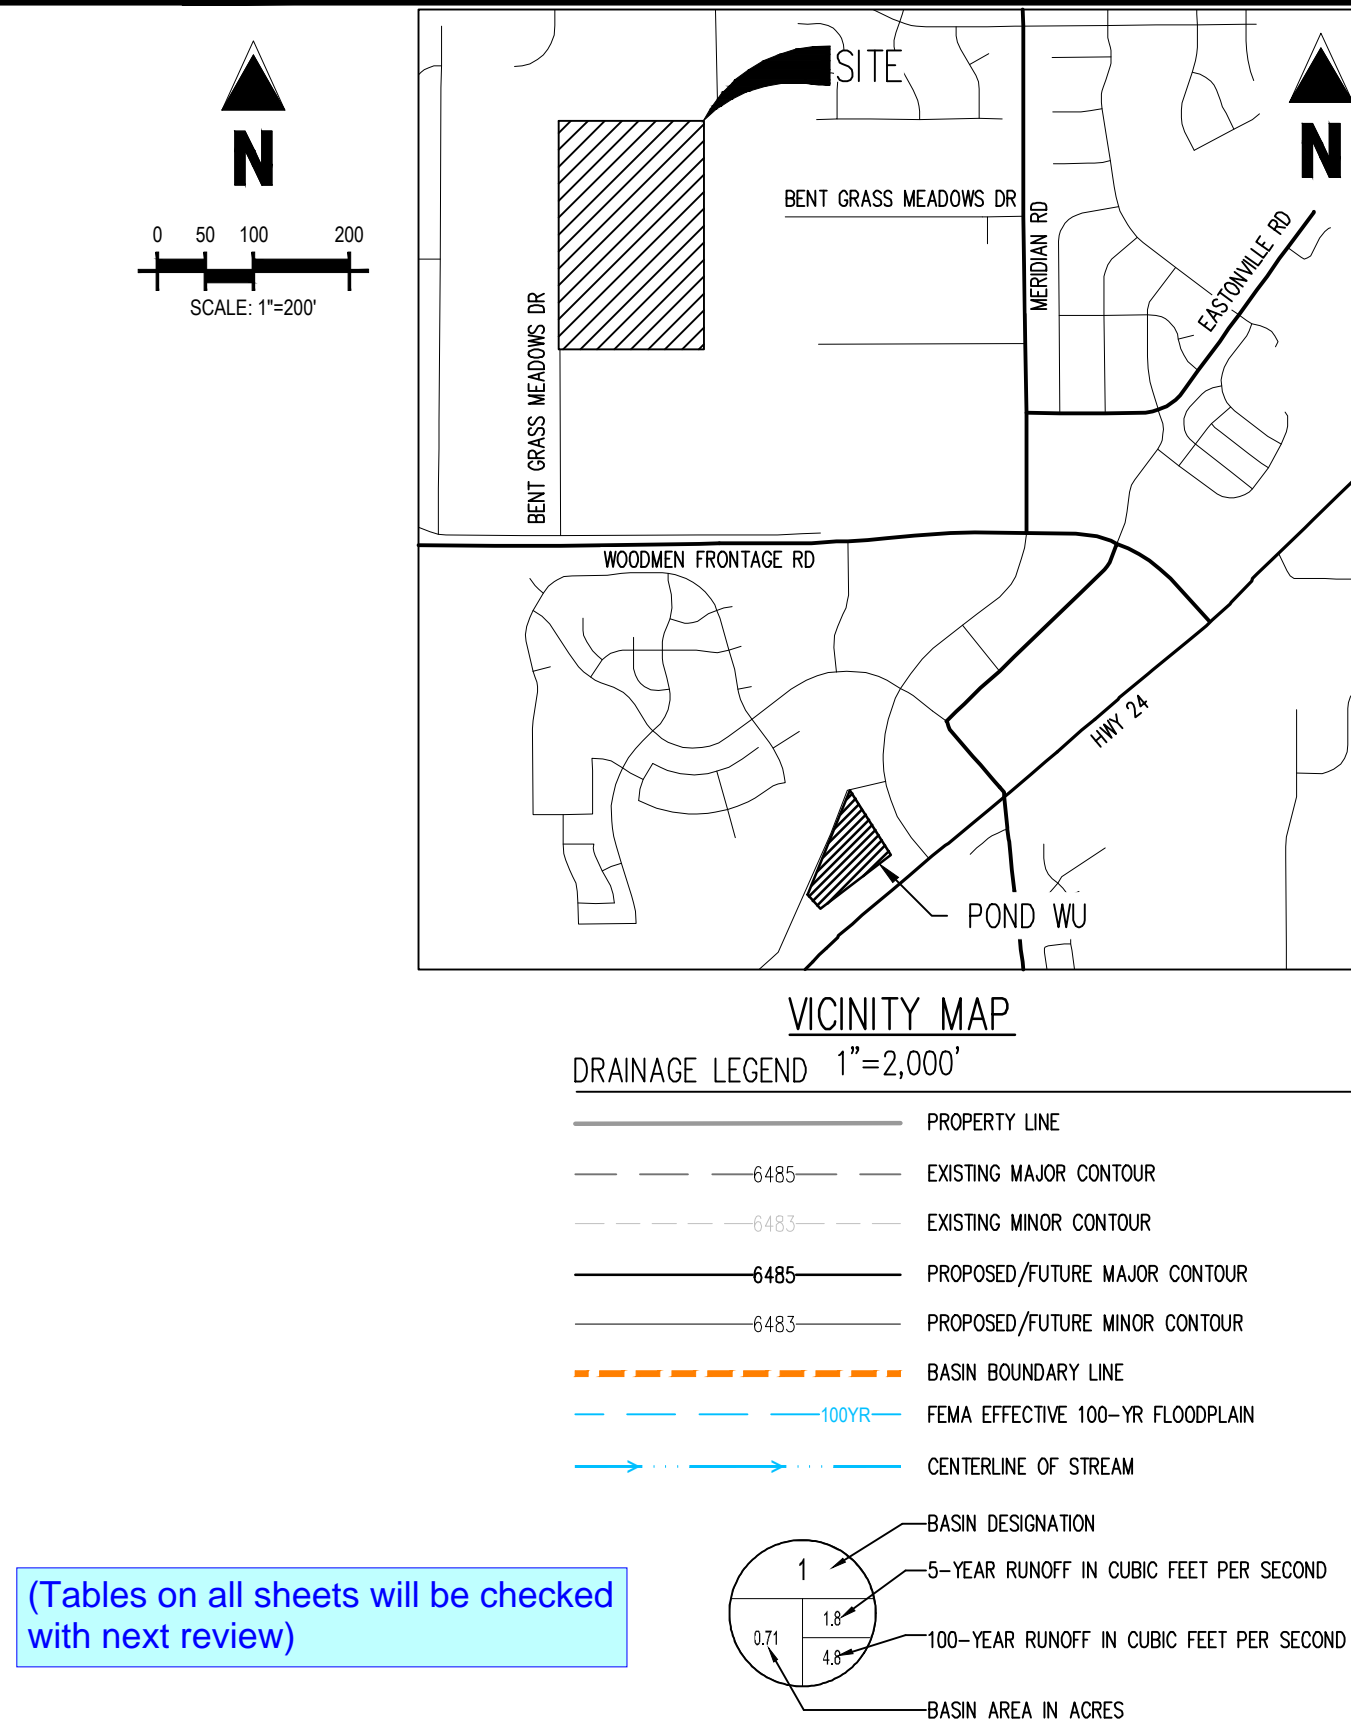 SITE
N
N
0 50 100 200
SCALE: 1"=200'
BENT GRASS MEADOWS DR
MERIDIAN RD
EASTONVILLE RD
BENT GRASS MEADOWS DR
WOODMEN FRONTAGE RD
HWY 24
POND WU
VICINITY MAP
1"=2,000'
DRAINAGE LEGEND
PROPERTY LINE
6485 EXISTING MAJOR CONTOUR
6483 EXISTING MINOR CONTOUR
6485 PROPOSED/FUTURE MAJOR CONTOUR
6483 PROPOSED/FUTURE MINOR CONTOUR
BASIN BOUNDARY LINE
100YR FEMA EFFECTIVE 100-YR FLOODPLAIN
CENTERLINE OF STREAM
BASIN DESIGNATION
1
5-YEAR RUNOFF IN CUBIC FEET PER SECOND
1.8
0.71
100-YEAR RUNOFF IN CUBIC FEET PER SECOND
4.8
BASIN AREA IN ACRES
(Tables on all sheets will be checked
with next review)